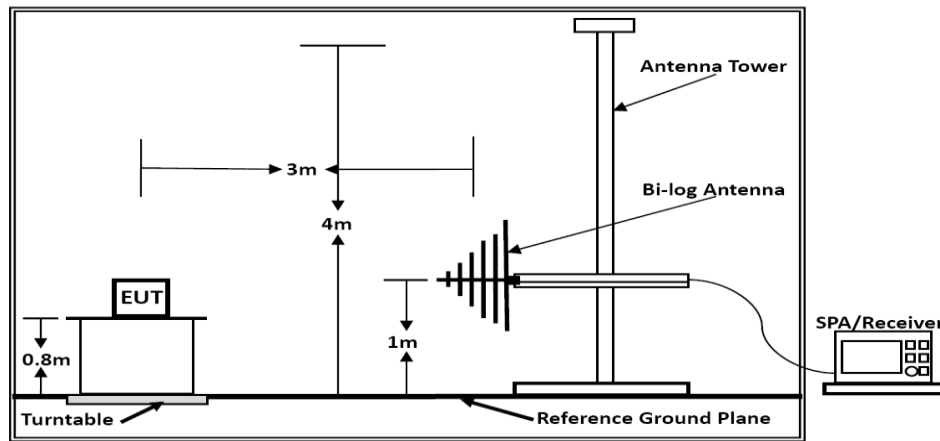 Antenna Tower
3m
Bi-log Antenna
4m
EUT
SPA/Receiver
0.8m
1m
Turntable
Reference Ground Plane